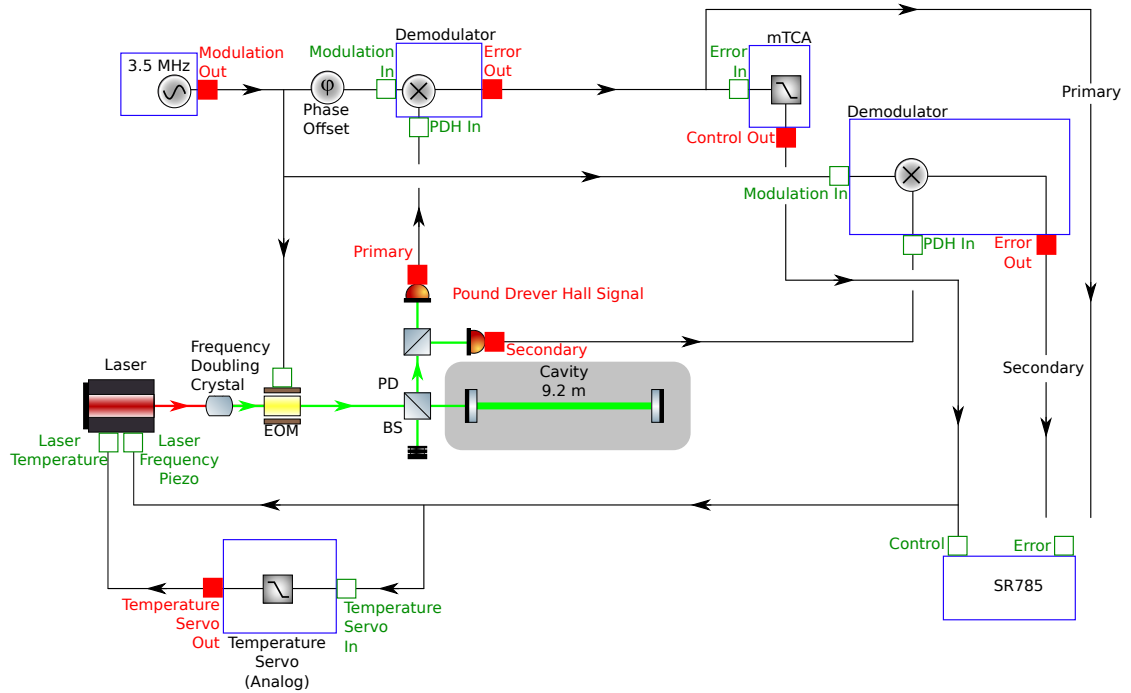 Demodulator
mTCA
3.5 MHz
Modulation
Out
Modulation
In
Error
Out
Error
In
φ
Phase
Offset
PDH In
Primary
Control Out
Demodulator
Modulation In
PDH In
Error
Out
Primary
Pound Drever Hall Signal
Secondary
Secondary
Cavity
9.2 m
Laser
Frequency
Doubling
Crystal
PD
BS
EOM
Laser
Temperature
Laser
Frequency
Piezo
Control
Error
SR785
Temperature
Servo
Out
Temperature
Servo
In
Temperature
Servo
(Analog)